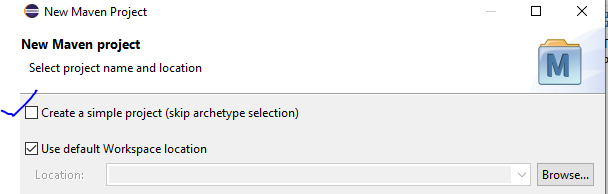 New Maven Project
New Maven project
Select project name and location
M
Create a simple project (skip archetype selection)
Use default Workspace location
Location:
Browse...